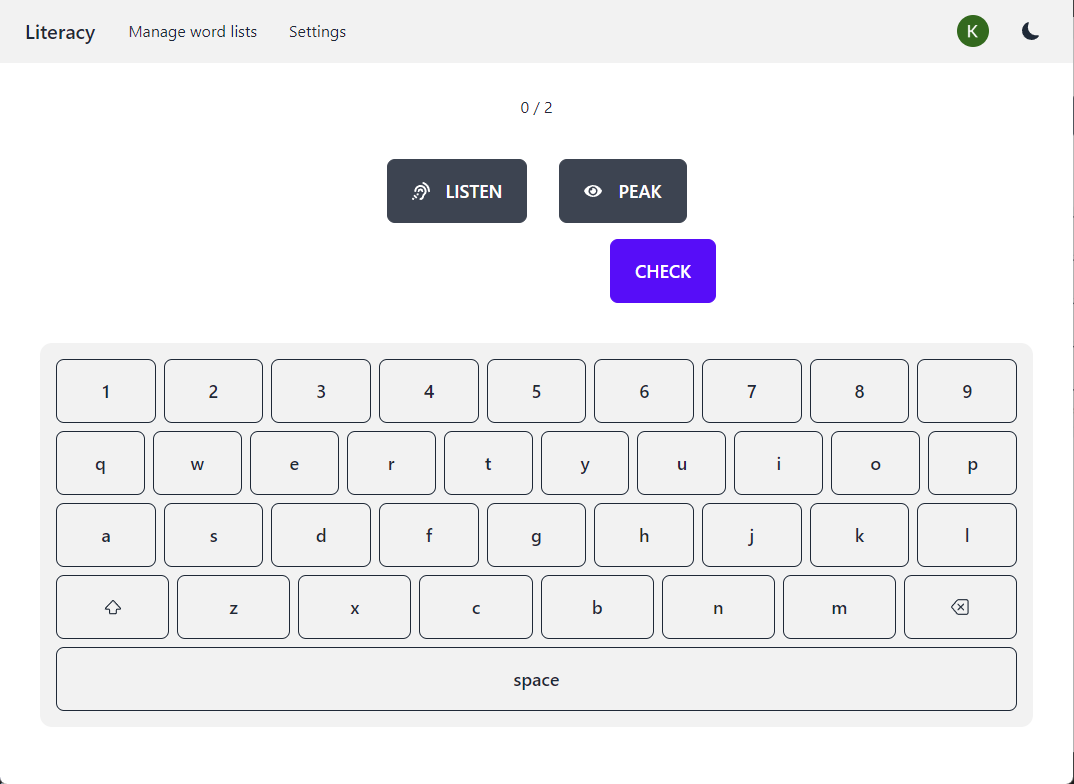 Literacy Manage word lists Settings K
0 / 2
LISTEN PEAK
CHECK
1 2 3 4 5 6 7 8 9
q w e r t y u i o p
a s d f g h j k l
z x c b n m
space